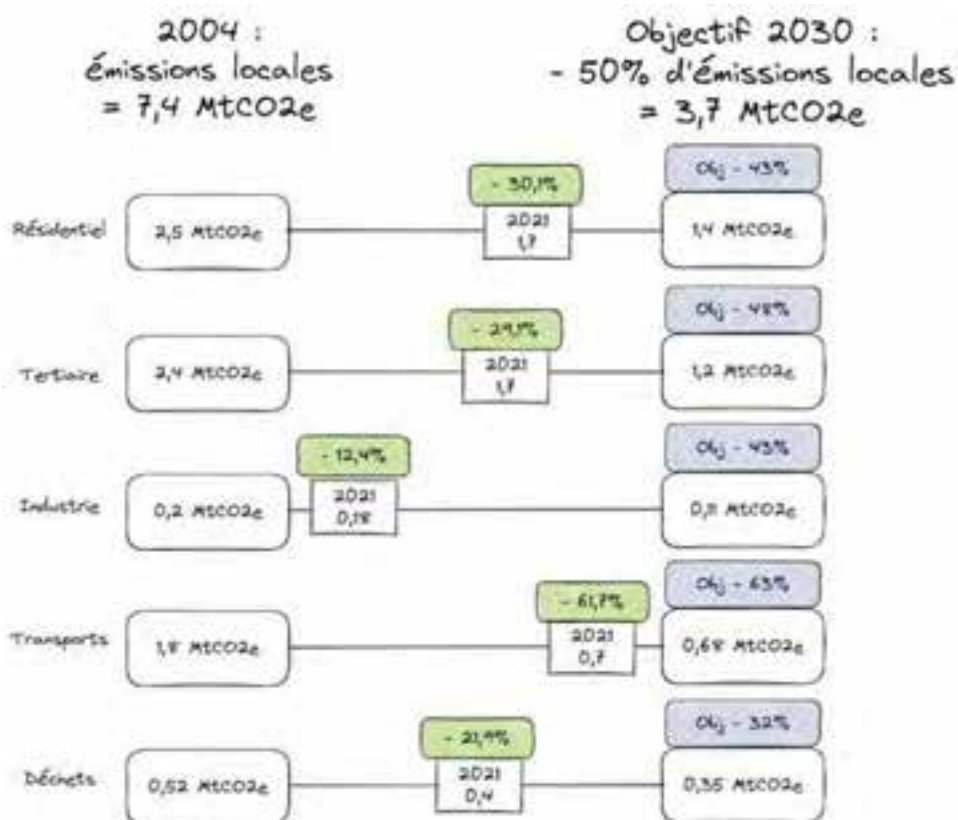 2004 :
émissions locales
= 7,4 MtCO2e
Objectif 2030 :
- 50% d'émissions locales
= 3,7 MtCO2e
Résidentiel
2,5 MtCO2e
- 30,1%
2021
1,7
Obj - 43%
1,4 MtCO2e
Tertiaire
2,4 MtCO2e
- 29,1%
2021
1,7
Obj - 48%
1,2 MtCO2e
Industrie
0,2 MtCO2e
- 12,4%
2021
0,18
Obj - 43%
0,11 MtCO2e
Transports
1,8 MtCO2e
- 61,7%
2021
0,7
Obj - 63%
0,68 MtCO2e
Déchets
0,52 MtCO2e
- 21,9%
2021
0,4
Obj - 32%
0,35 MtCO2e